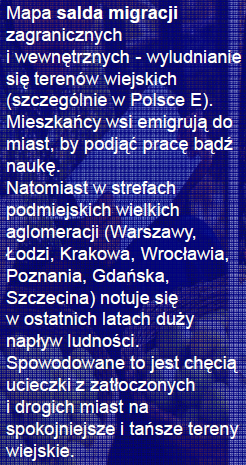 Mapa salda migracji
zagranicznych
i wewnętrznych - wyludnianie
się terenów wiejskich
(szczególnie w Polsce E).
Mieszkańcy wsi emigrują do
miast, by podjąć pracę bądź
naukę.
Natomiast w strefach
podmiejskich wielkich
aglomeracji (Warszawy,
Łodzi, Krakowa, Wrocławia,
Poznania, Gdańska,
Szczecina) notuje się
w ostatnich latach duży
napływ ludności.
Spowodowane to jest chęcią
ucieczki z zatłoczonych
i drogich miast na
spokojniejsze i tańsze tereny
wiejskie.